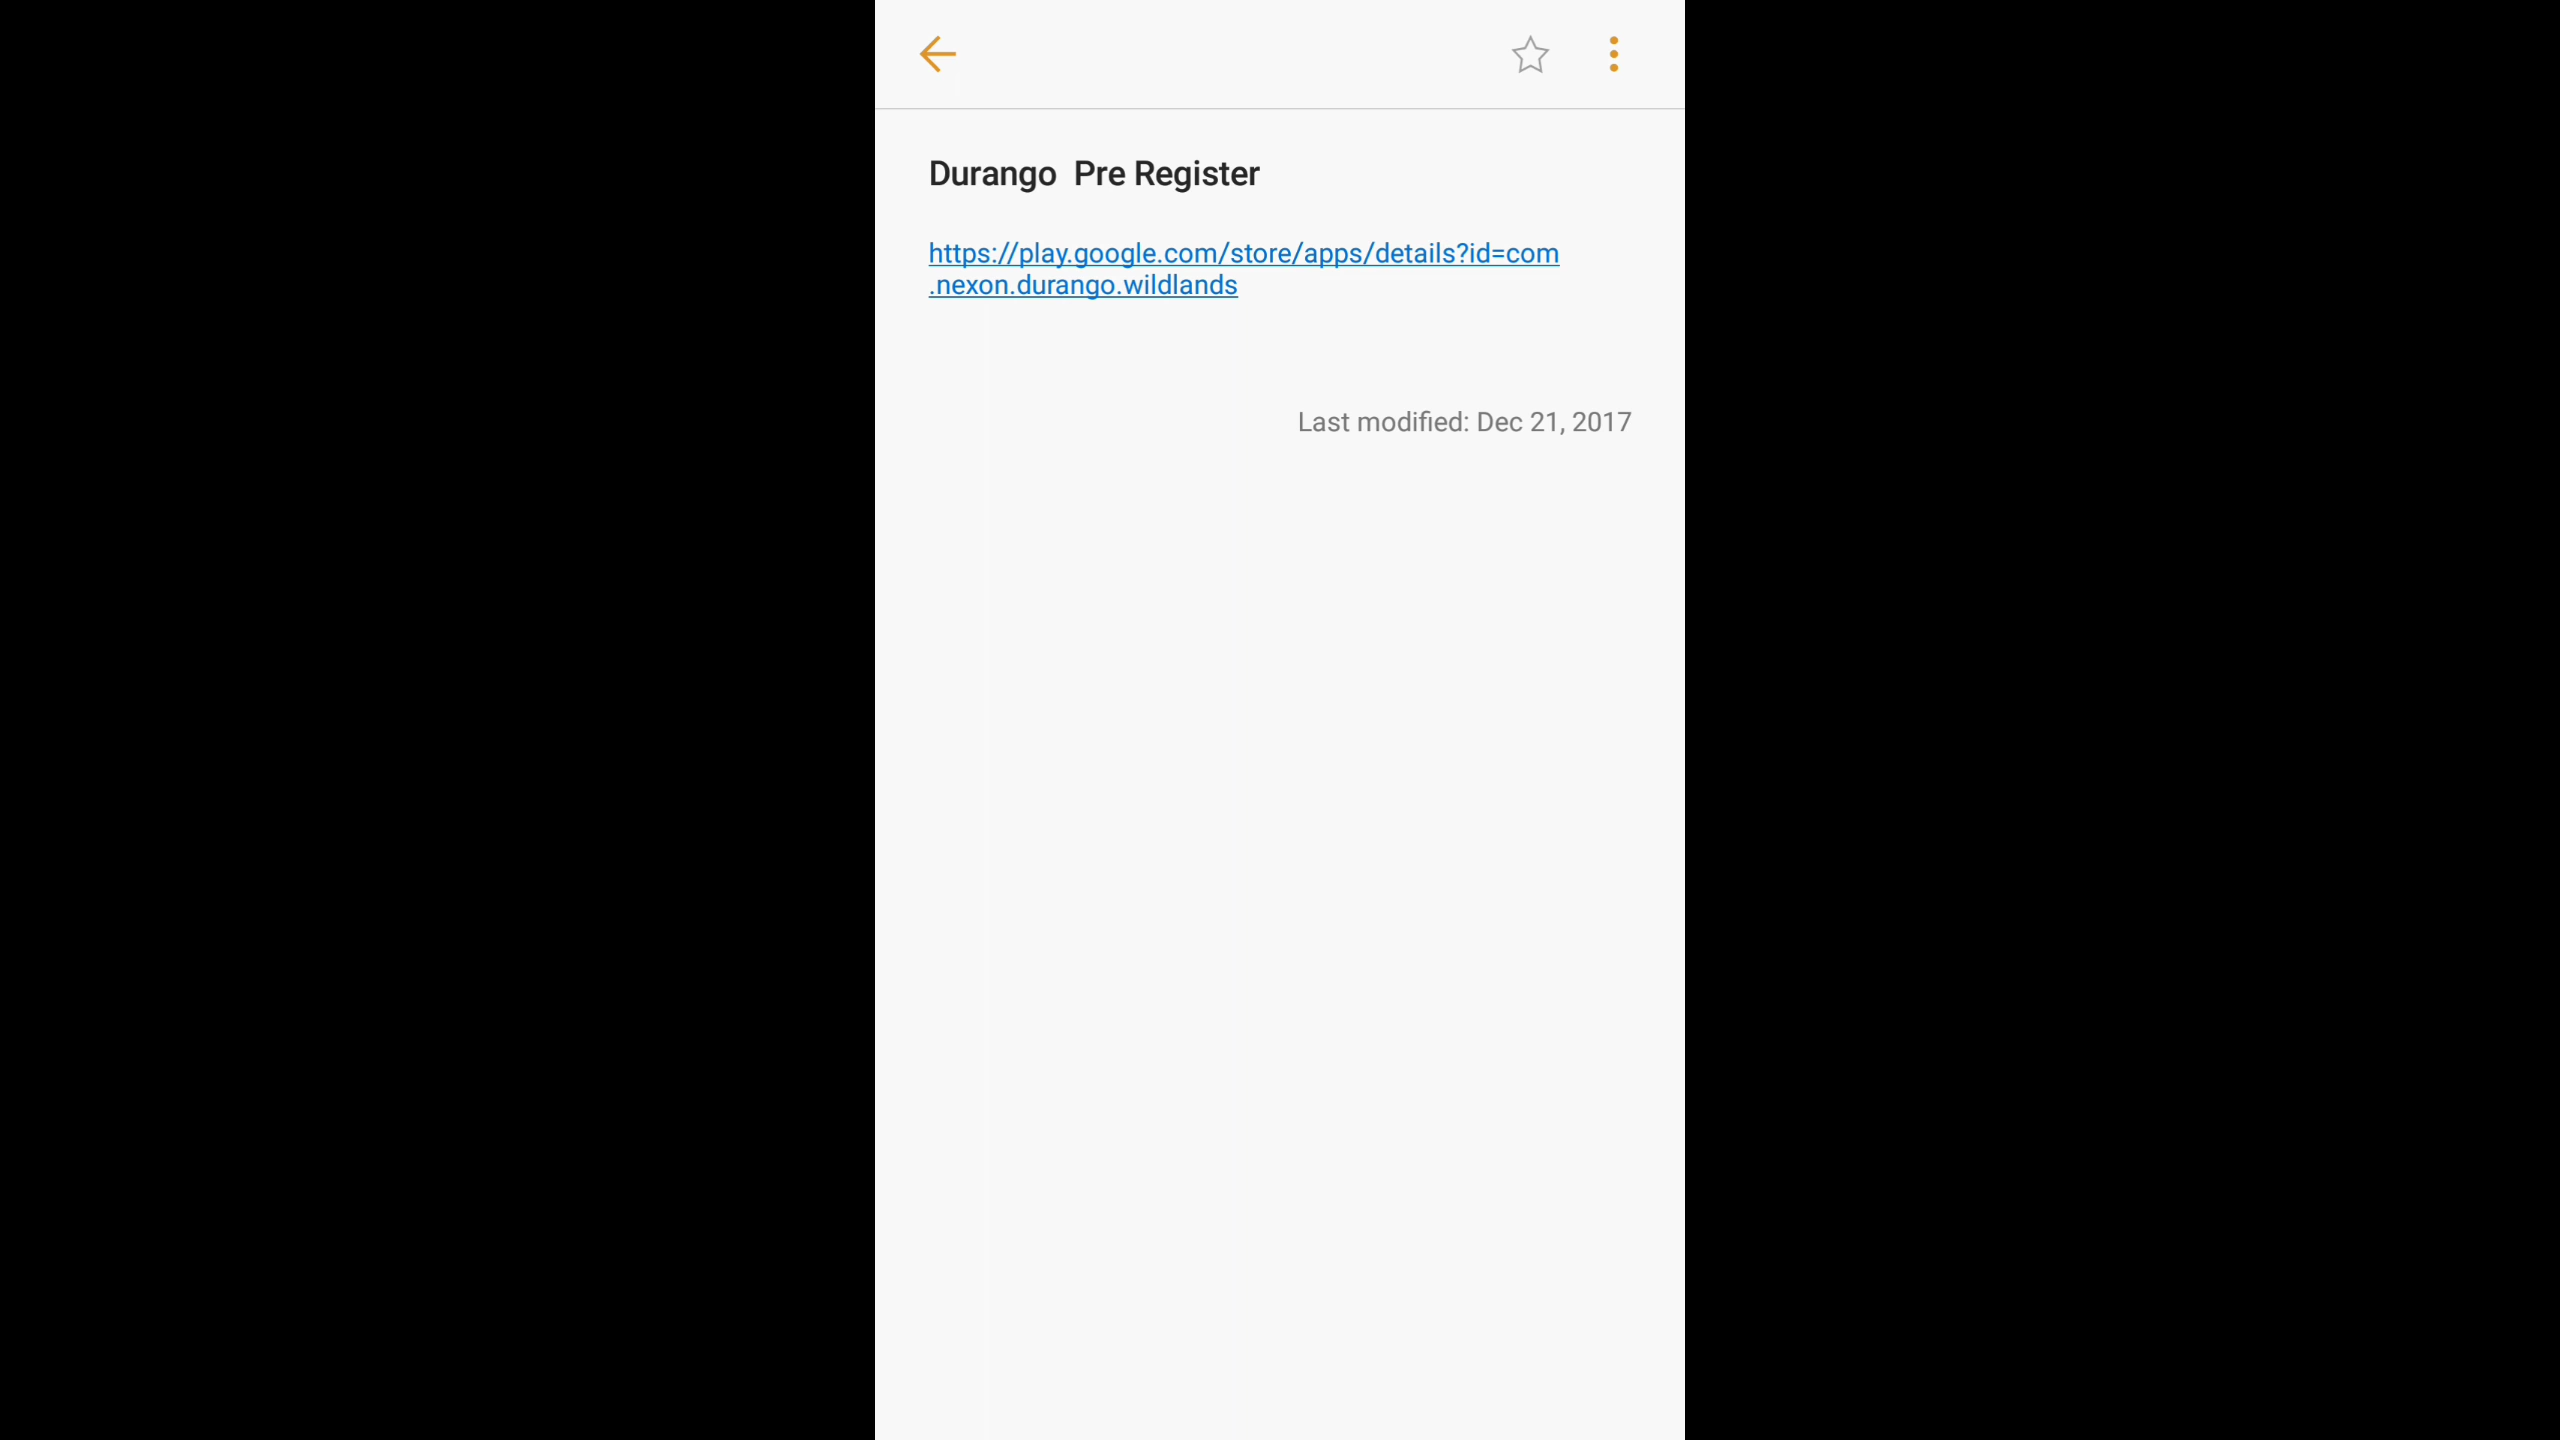 Durango  Pre Register
https://play.google.com/store/apps/details?id=com
.nexon.durango.wildlands
Last modified: Dec 21, 2017